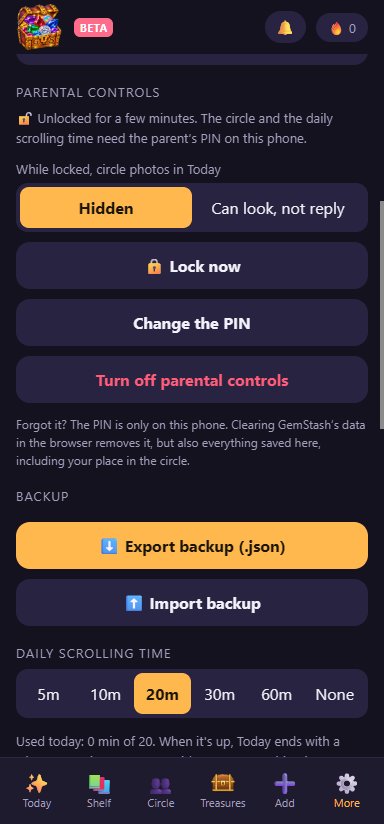 BETA
0
PARENTAL CONTROLS
Unlocked for a few minutes. The circle and the daily
scrolling time need the parent's PIN on this phone.
While locked, circle photos in Today
Hidden
Can look, not reply
Lock now
Change the PIN
Turn off parental controls
Forgot it? The PIN is only on this phone. Clearing GemStash's data
in the browser removes it, but also everything saved here,
including your place in the circle.
BACKUP
Export backup (.json)
Import backup
DAILY SCROLLING TIME
5m 10m 20m 30m 60m None
Used today: 0 min of 20. When it's up, Today ends with a
Today Shelf Circle Treasures Add More